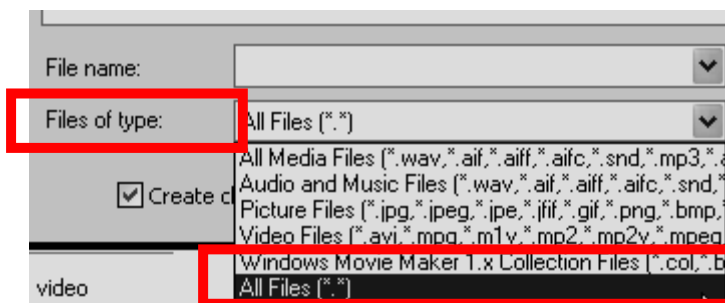 File name:
Files of type:
All Files (*.*)
All Media Files (*.wav,*.aif,*.aiff,*.aifc,*.snd,*.mp3,*.a
Audio and Music Files (*.wav,*.aif,*.aiff,*.aifc,*.snd,*
Create cl
Picture Files (*.jpg,*.jpeg,*.jpe,*.jfif,*.gif,*.png,*.bmp,*
Video Files (*.avi,*.mpg,*.m1v,*.mp2,*.mp2v,*.mpeg
Windows Movie Maker 1.x Collection Files (*.col,*.b
video
All Files (*.*)